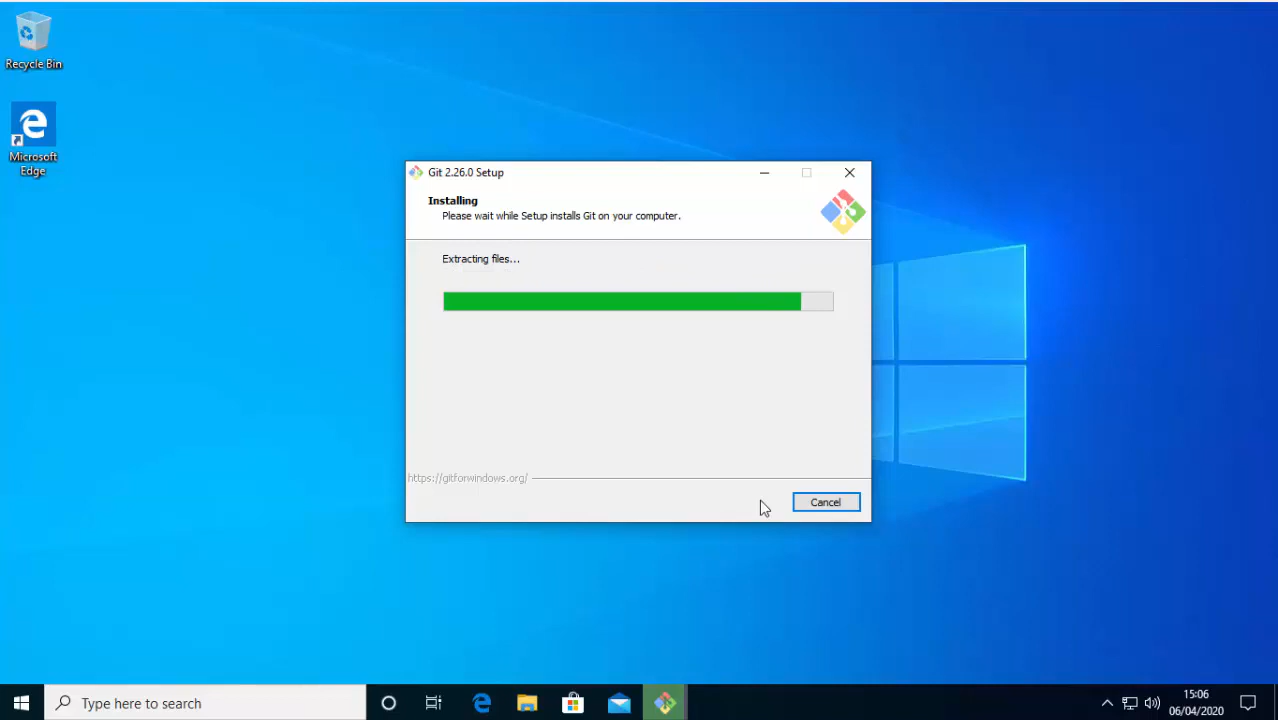 Recycle Bin
Microsoft
Edge
Git 2.26.0 Setup
Installing
Please wait while Setup installs Git on your computer.
Extracting files...
https://gitforwindows.org/
Cancel
Type here to search
15:06
06/04/2020